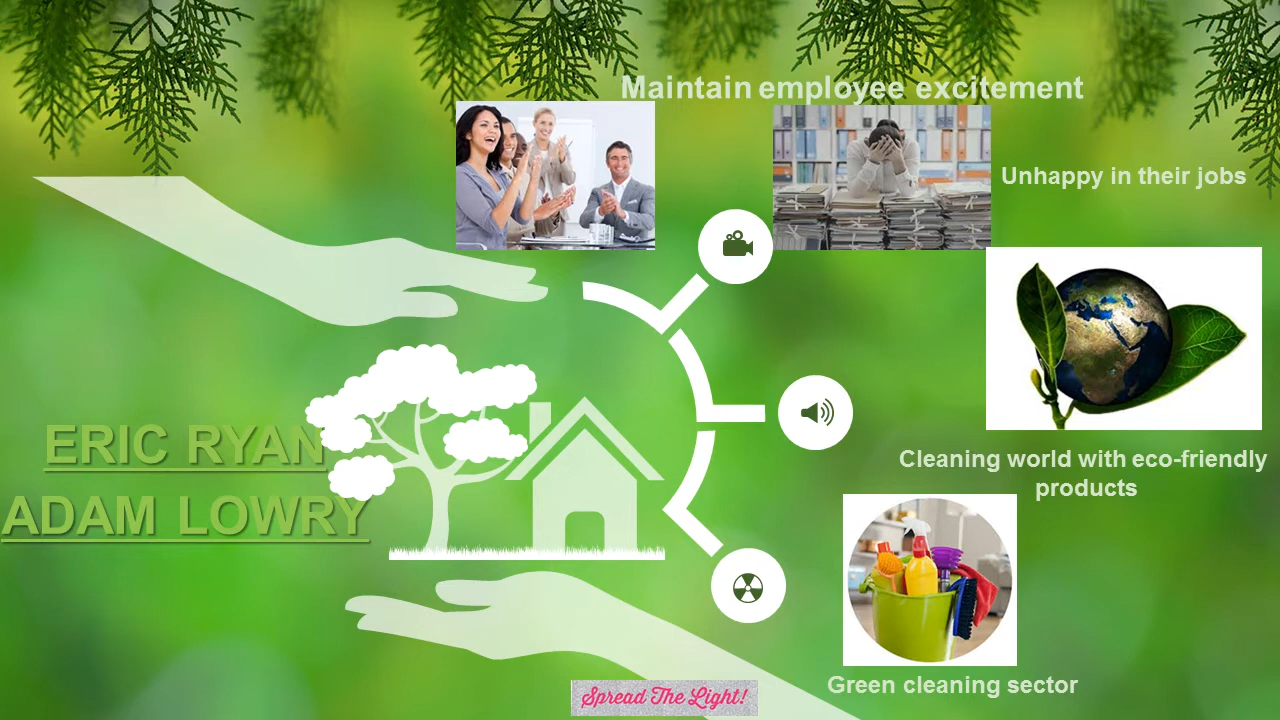 Maintain employee excitement
Unhappy in their jobs
ERIC RYAN
ADAM LOWRY
Cleaning world with eco-friendly
products
Green cleaning sector
Spread The Light!